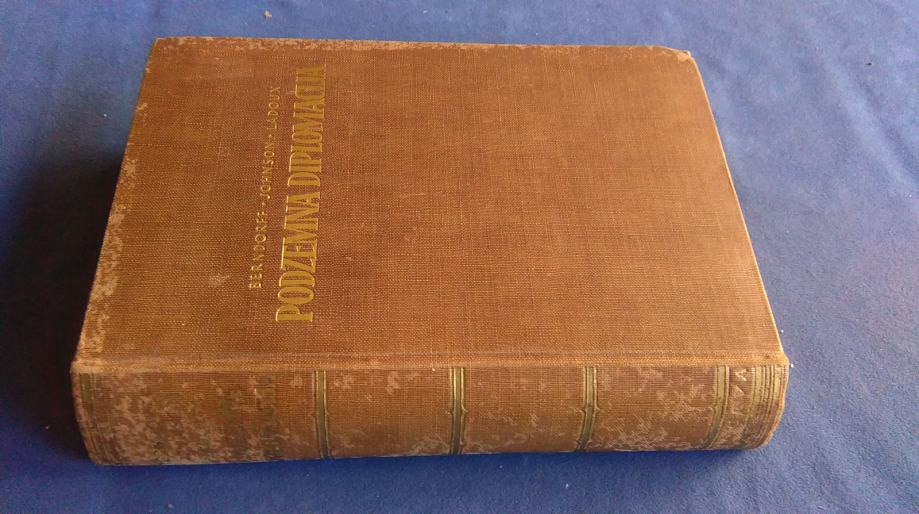 BERNDORFF - JOHNSON - LADOUX
PODZEMNA DIPLOMACIJA